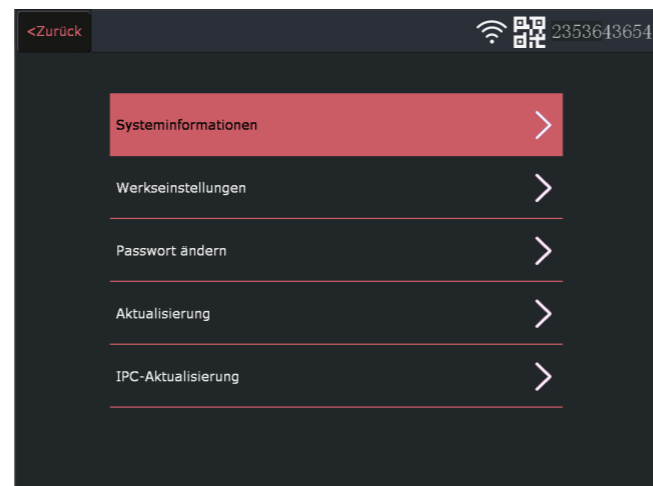 <Zurück
2353643654
Systeminformationen
Werkseinstellungen
Passwort ändern
Aktualisierung
IPC-Aktualisierung